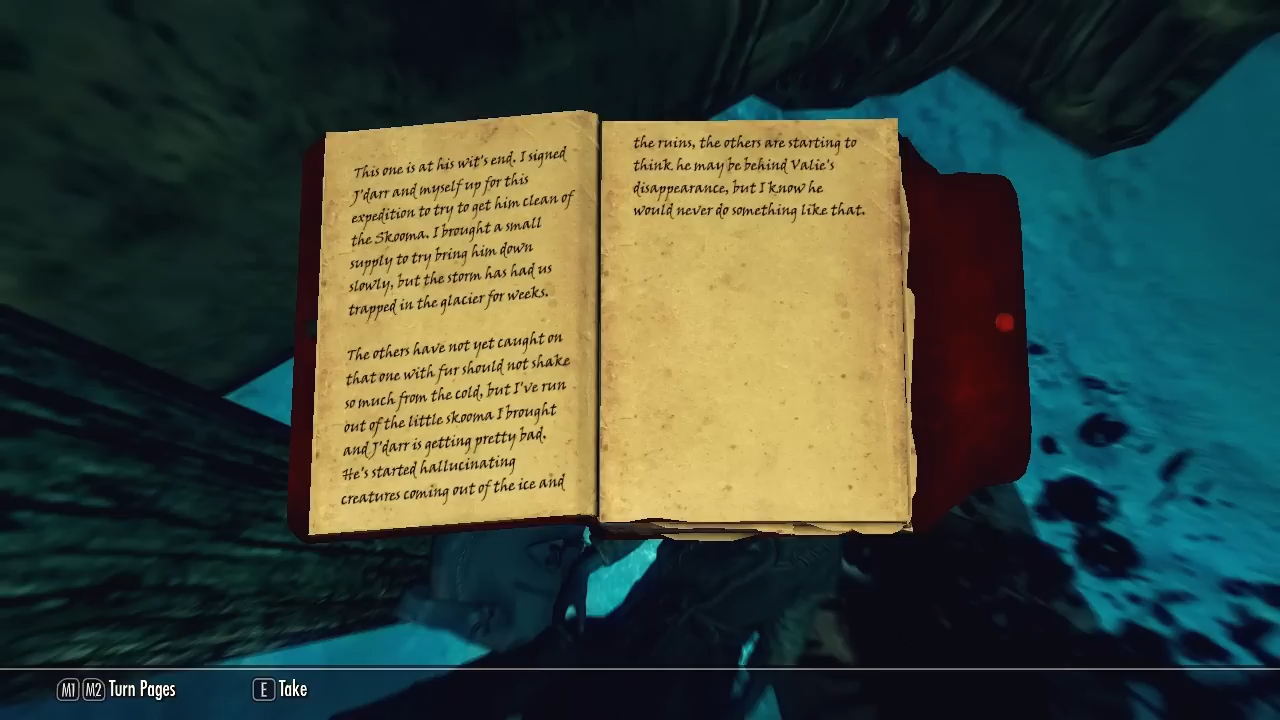 This one is at his wit's end. I signed
J'darr and myself up for this
expedition to try to get him clean of
the Skooma. I brought a small
supply to try bring him down
slowly, but the storm has had us
trapped in the glacier for weeks.
The others have not yet caught on
that one with fur should not shake
so much from the cold, but I've run
out of the little skooma I brought
and J'darr is getting pretty bad.
He's started hallucinating
creatures coming out of the ice and
the ruins, the others are starting to
think he may be behind Valie's
disappearance, but I know he
would never do something like that.
M1 M2 Turn Pages
E Take